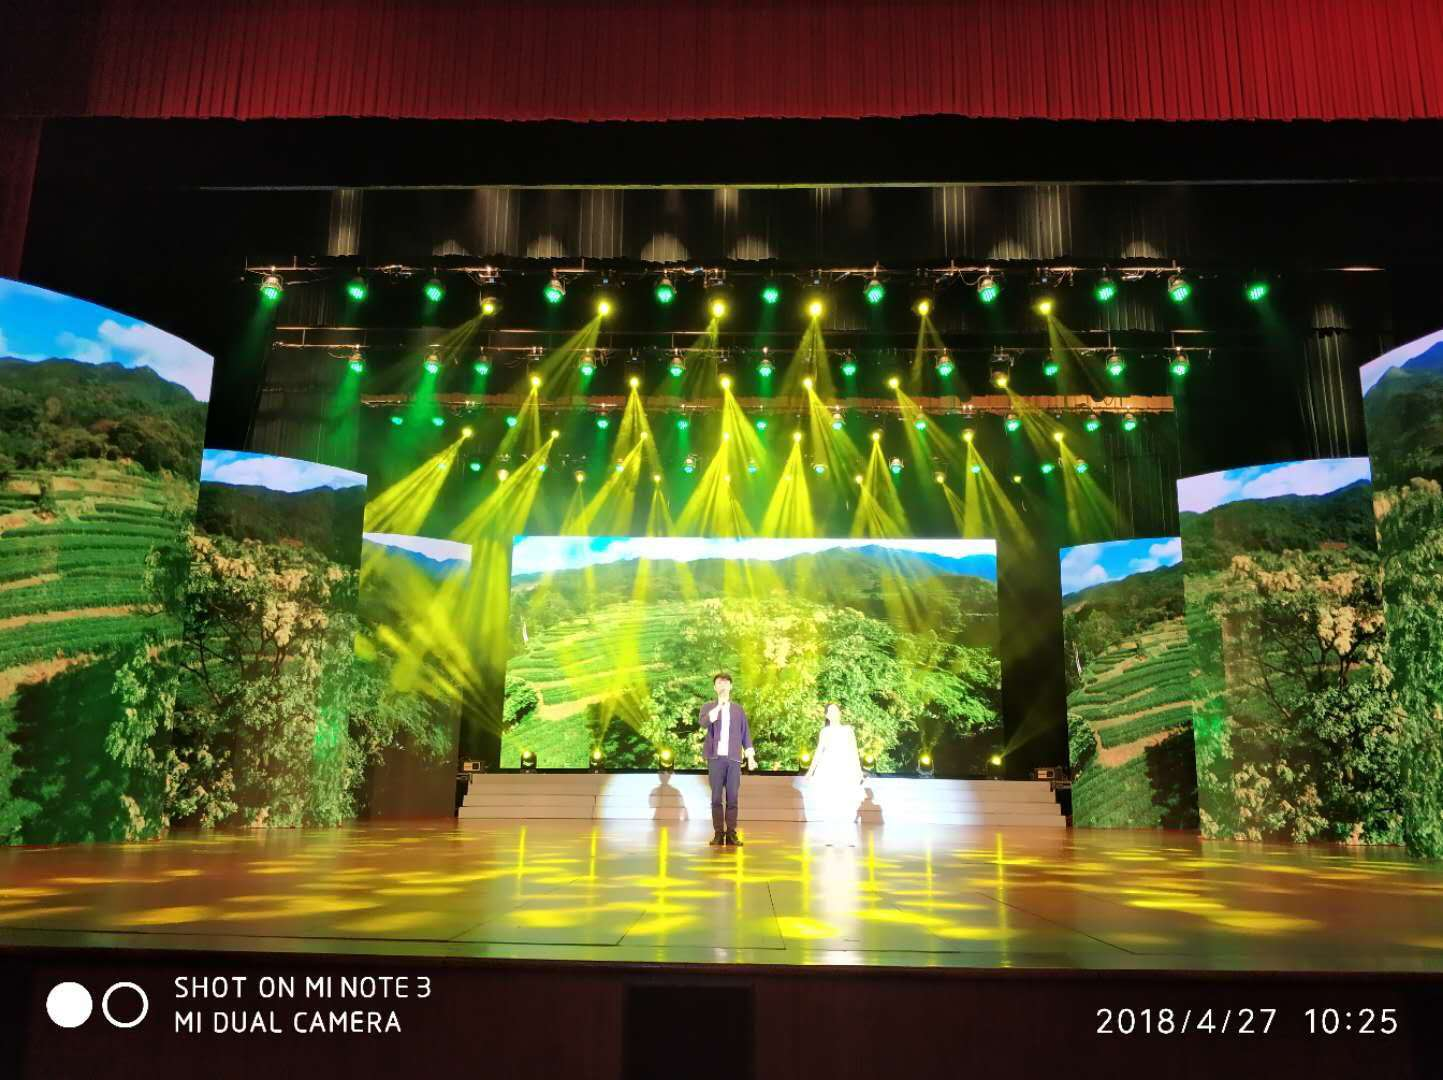 SHOT ON MI NOTE 3
MI DUAL CAMERA
2018/4/27 10:25